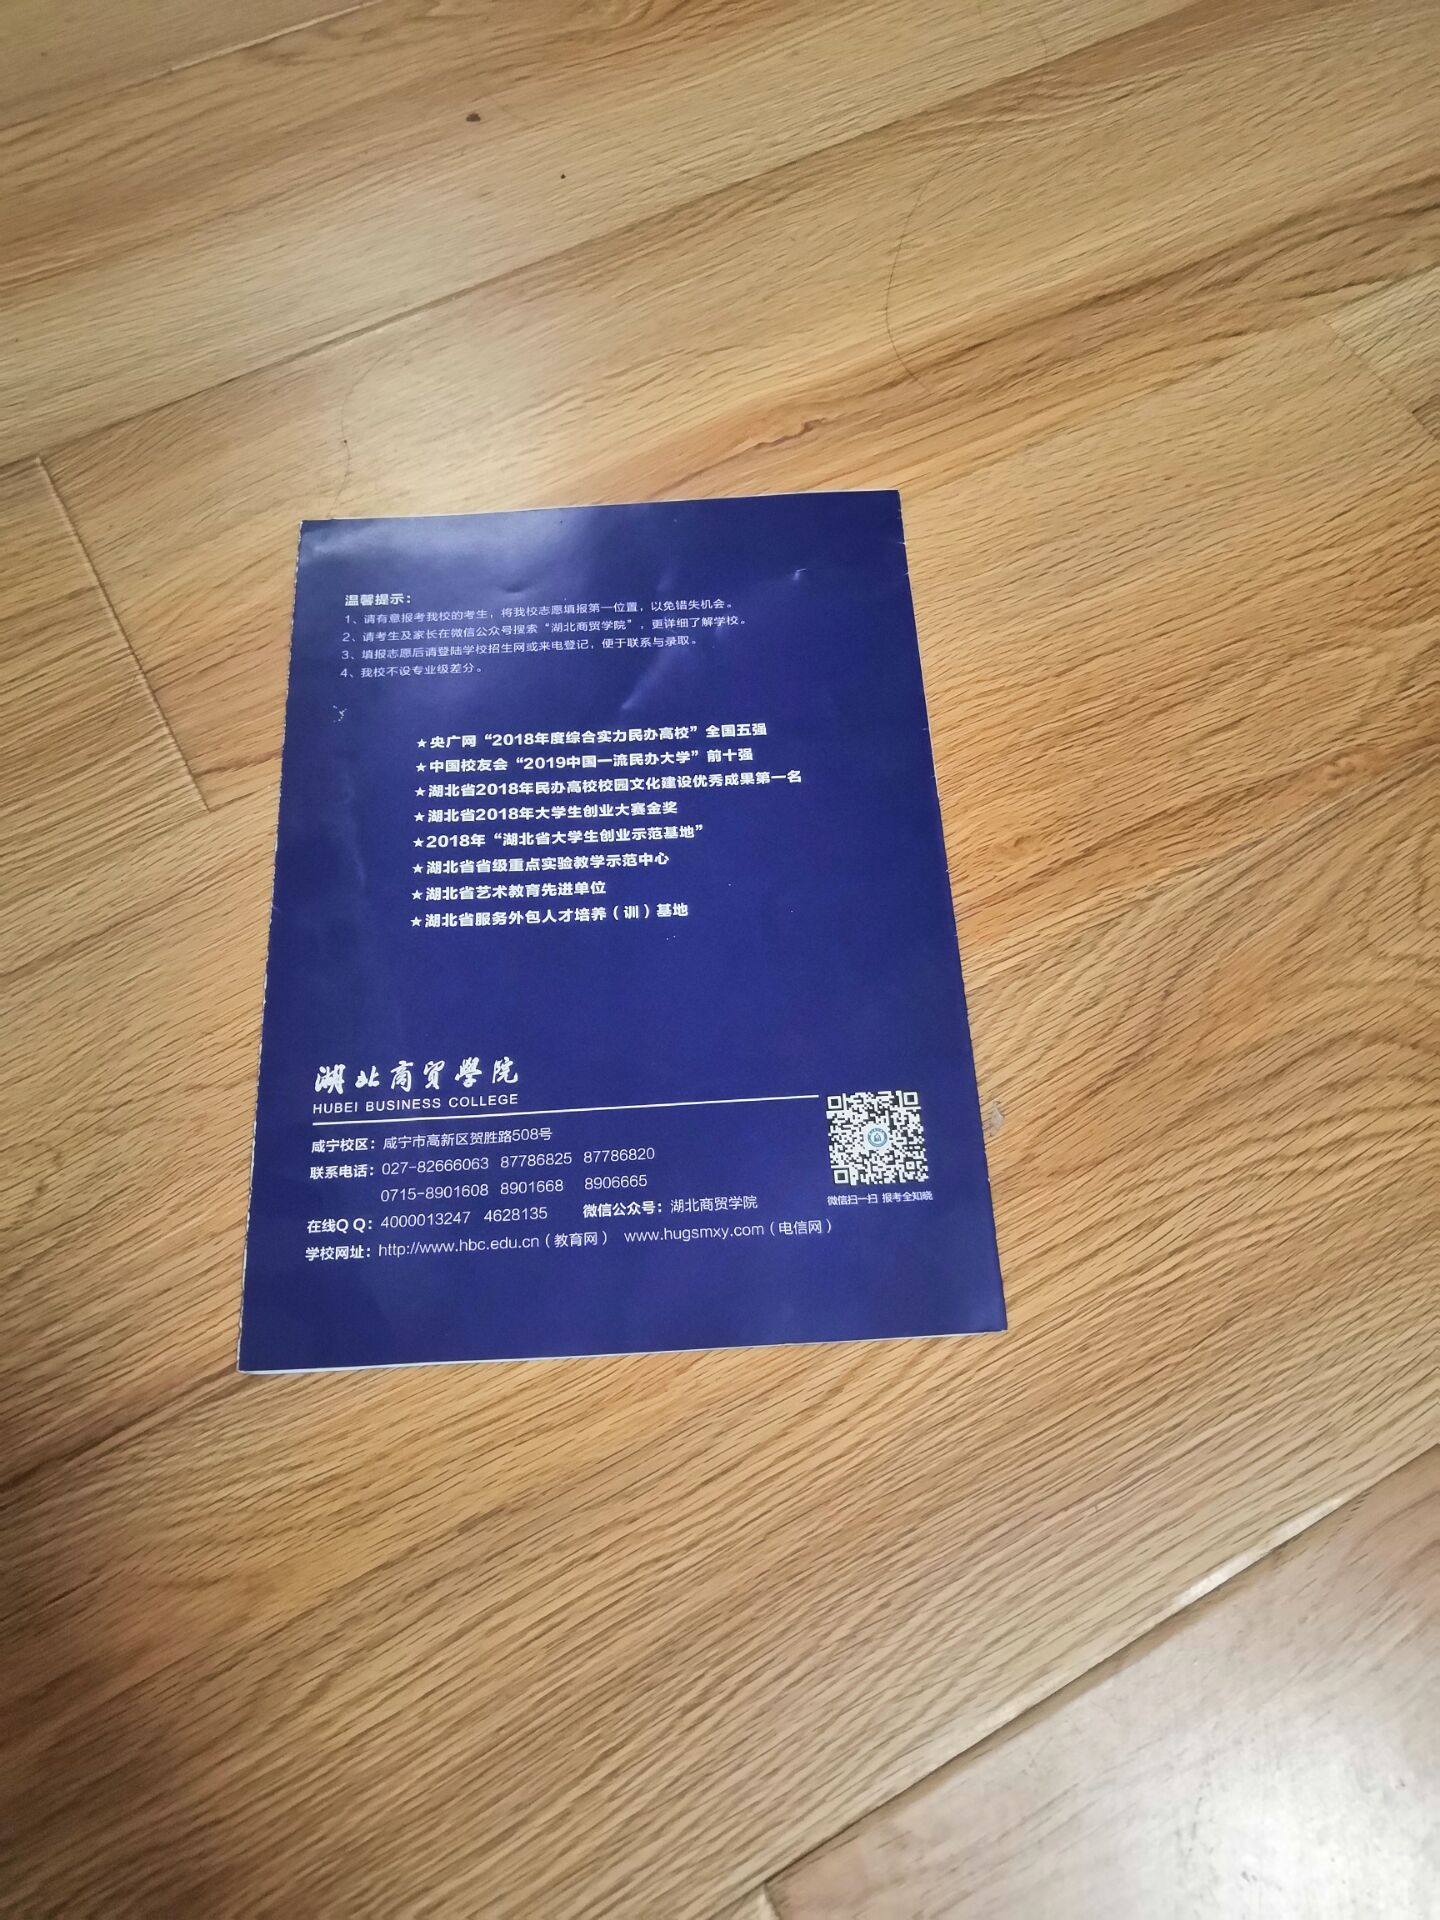 温馨提示：
1、请有意报考我校的考生，将我校志愿填报第一位置，以免错失机会。
2、请考生及家长在微信公众号搜索“湖北商贸学院”，更详细了解学校。
3、填报志愿后请登陆学校招生网或来电登记，便于联系与录取。
4、我校不设专业级差分。
★央广网“2018年度综合实力民办高校”全国五强
★中国校友会“2019中国一流民办大学”前十强
★湖北省2018年民办高校校园文化建设优秀成果第一名
★湖北省2018年大学生创业大赛金奖
★2018年“湖北省大学生创业示范基地”
★湖北省省级重点实验教学示范中心
★湖北省艺术教育先进单位
★湖北省服务外包人才培养（训）基地
湖北商贸學院
HUBEI BUSINESS COLLEGE
咸宁校区：咸宁市高新区贺胜路508号
联系电话：027-82666063 87786825 87786820
0715-8901608 8901668 8906665
在线QQ：4000013247 4628135 微信公众号：湖北商贸学院
学校网址：http://www.hbc.edu.cn（教育网） www.hugsmxy.com（电信网）
微信扫一扫 报考全知晓